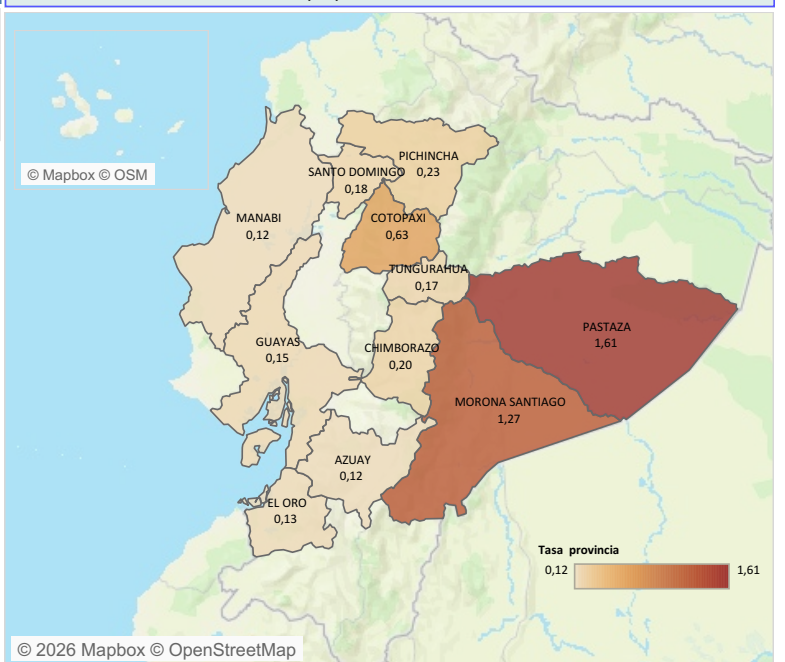 © Mapbox © OSM
PICHINCHA
0,23
SANTO DOMINGO
0,18
MANABI
0,12
COTOPAXI
0,63
TUNGURAHUA
0,17
PASTAZA
1,61
GUAYAS
0,15
CHIMBORAZO
0,20
MORONA SANTIAGO
1,27
AZUAY
0,12
EL ORO
0,13
Tasa provincia
0,12 1,61
© 2026 Mapbox © OpenStreetMap